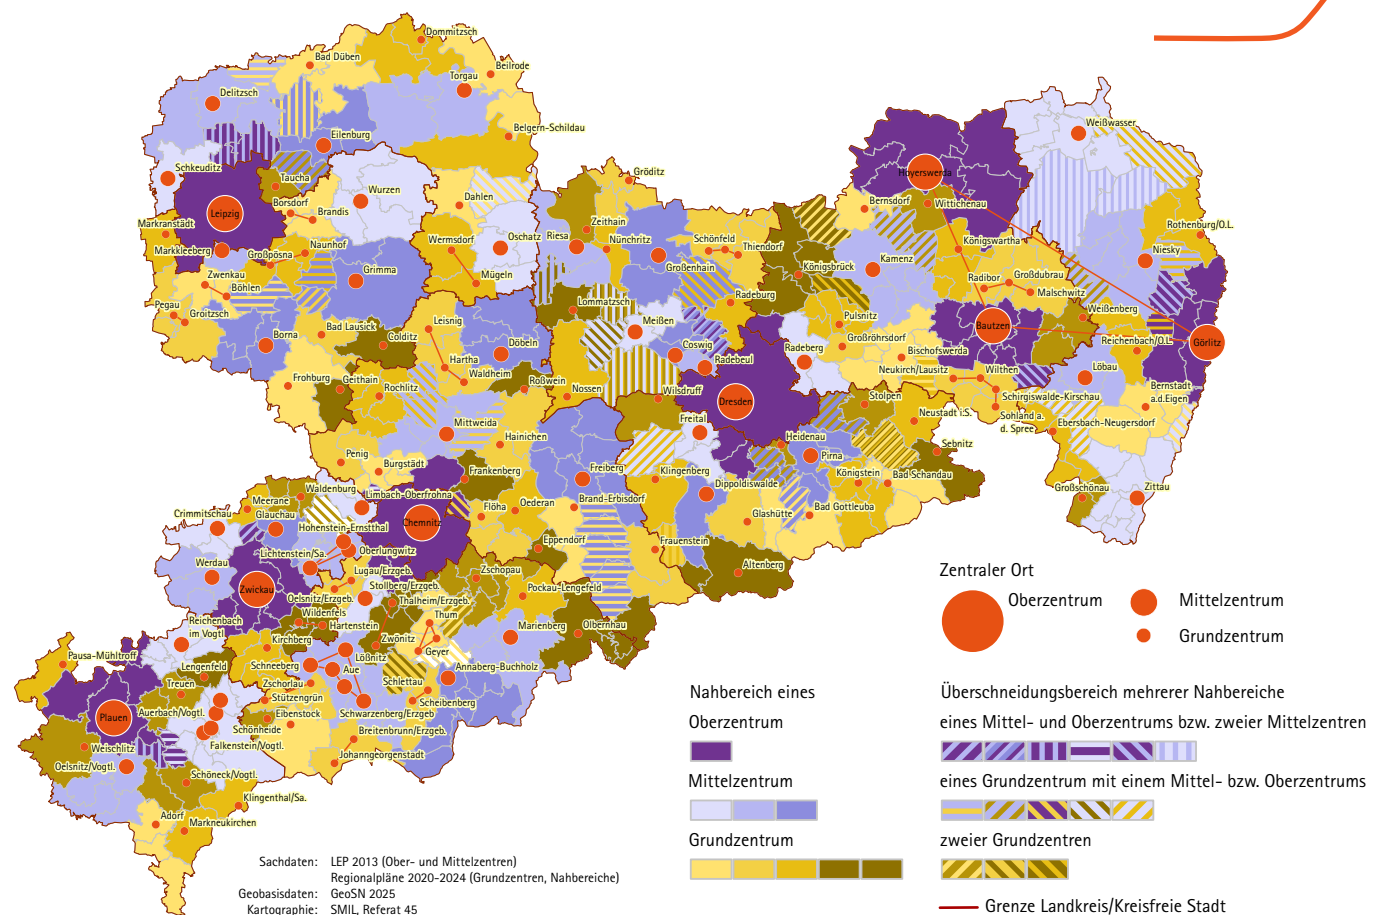 Dommitzsch
Bad Düben
Beilrode
Torgau
Delitzsch
Belgern-Schildau
Eilenburg
Weißwasser
Schkeuditz
Taucha
Gröditz
Hoyerswerda
Wurzen
Dahlen
Bernsdorf
Wittichenau
Leipzig
Borsdorf
Brandis
Rothenburg/O.L.
Markranstädt
Zeithain
Wermsdorf
Oschatz
Riesa
Nünchritz
Schönfeld
Thiendorf
Königswartha
Markkleeberg
Naunhof
Großpösna
Niesky
Kamenz
Königsbrück
Großenhain
Zwenkau
Grimma
Mügeln
Radibor
Großdubrau
Böhlen
Malschwitz
Pegau
Lommatzsch
Radeburg
Groitzsch
Weißenberg
Pulsnitz
Leisnig
Meißen
Bautzen
Borna
Bad Lausick
Colditz
Döbeln
Coswig
Großröhrsdorf
Reichenbach/O.L.
Görlitz
Radebeul
Radeberg
Bischofswerda
Hartha
Neukirch/Lausitz
Wilthen
Löbau
Frohburg
Geithain
Rochlitz
Waldheim
Roßwein
Nossen
Wilsdruff
Bernstadt
a.d.Eigen
Schirgiswalde-Kirschau
Dresden
Stolpen
Neustadt i.S.
Sohland a.
d. Spree
Ebersbach-Neugersdorf
Mittweida
Freital
Hainichen
Heidenau
Sebnitz
Pirna
Penig
Burgstädt
Frankenberg
Freiberg
Klingenberg
Königstein
Bad Schandau
Dippoldiswalde
Großschönau
Zittau
Waldenburg
Limbach-Oberfrohna
Meerane
Brand-Erbisdorf
Crimmitschau
Glauchau
Flöha
Oederan
Glashütte
Bad Gottleuba
Chemnitz
Hohenstein-Ernstthal
Lichtenstein/Sa.
Oberlungwitz
Eppendorf
Frauenstein
Werdau
Lugau/Erzgeb.
Altenberg
Zwickau
Stollberg/Erzgeb.
Zschopau
Oelsnitz/Erzgeb.
Thalheim/Erzgeb.
Pockau-Lengefeld
Wildenfels
Thum
Reichenbach
im Vogtl.
Hartenstein
Marienberg
Olbernhau
Kirchberg
Zwönitz
Geyer
Pausa-Mühltroff
Lößnitz
Lengenfeld
Schneeberg
Aue
Annaberg-Buchholz
Treuen
Zschorlau
Schlettau
Stützengrün
Scheibenberg
Plauen
Auerbach/Vogtl.
Eibenstock
Schwarzenberg/Erzgeb
Schönheide
Breitenbrunn/Erzgeb.
Weischlitz
Falkenstein/Vogtl.
Johanngeorgenstadt
Oelsnitz/Vogtl.
Schöneck/Vogtl.
Klingenthal/Sa.
Adorf
Markneukirchen
Zentraler Ort
Oberzentrum
Mittelzentrum
Grundzentrum
Nahbereich eines
Oberzentrum
Mittelzentrum
Grundzentrum
Überschneidungsbereich mehrerer Nahbereiche
eines Mittel- und Oberzentrums bzw. zweier Mittelzentren
eines Grundzentrum mit einem Mittel- bzw. Oberzentrums
zweier Grundzentren
Grenze Landkreis/Kreisfreie Stadt
Sachdaten: LEP 2013 (Ober- und Mittelzentren)
Regionalpläne 2020-2024 (Grundzentren, Nahbereiche)
Geobasisdaten: GeoSN 2025
Kartographie: SMIL, Referat 45